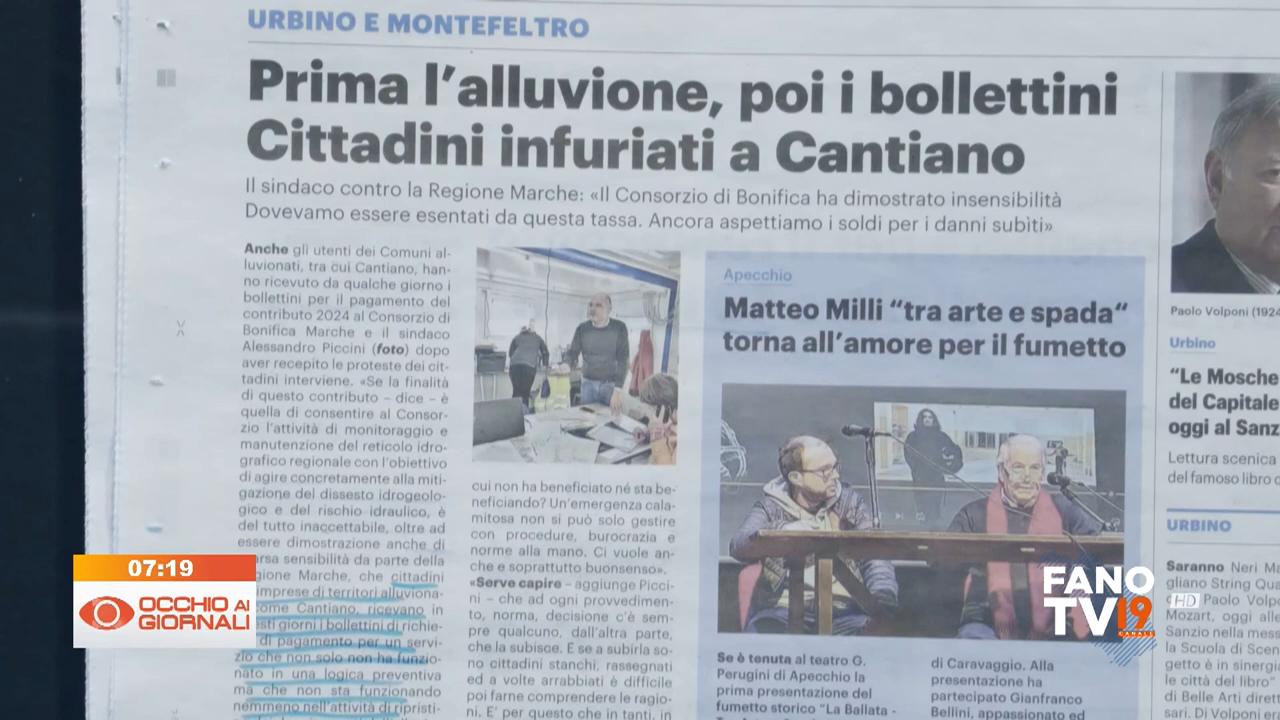 URBINO E MONTEFELTRO
Prima l'alluvione, poi i bollettini
Cittadini infuriati a Cantiano
Il sindaco contro la Regione Marche: «Il Consorzio di Bonifica ha dimostrato insensibilità
Dovevamo essere esentati da questa tassa. Ancora aspettiamo i soldi per i danni subìti»
Anche gli utenti dei Comuni al-
luvionati, tra cui Cantiano, han-
no ricevuto da qualche giorno i
bollettini per il pagamento del
contributo 2024 al Consorzio di
Bonifica Marche e il sindaco
Alessandro Piccini (foto) dopo
aver recepito le proteste dei cit-
tadini interviene. «Se la finalità
di questo contributo – dice – è
quella di consentire al Consor-
zio l'attività di monitoraggio e
manutenzione del reticolo idro-
grafico regionale con l'obiettivo
di agire concretamente alla miti-
gazione del dissesto idrogeolo-
gico e del rischio idraulico, è
del tutto inaccettabile, oltre ad
essere dimostrazione anche di
arsa sensibilità da parte della
gione Marche, che cittadini
imprese di territori alluviona-
come Cantiano, ricevano in
esti giorni i bollettini di richie-
di pagamento per un servi-
zio che non solo non ha funzio-
nato in una logica preventiva
ma che non sta funzionando
nemmeno nell'attività di ripristi-
cui non ha beneficiato né sta be-
neficiando? Un'emergenza cala-
mitosa non si può solo gestire
con procedure, burocrazia e
norme alla mano. Ci vuole an-
che e soprattutto buonsenso».
«Serve capire – aggiunge Picci-
ni – che ad ogni provvedimen-
to, norma, decisione c'è sem-
pre qualcuno, dall'altra parte,
che la subisce. E se a subirla so-
no cittadini stanchi, rassegnati
ed a volte arrabbiati è difficile
poi farne comprendere le ragio-
ni. E' per questo che in tanti, in
Apecchio
Matteo Milli "tra arte e spada"
torna all'amore per il fumetto
Se è tenuta al teatro G.
Perugini di Apecchio la
prima presentazione del
fumetto storico "La Ballata -
di Caravaggio. Alla
presentazione ha
partecipato Gianfranco
Bellini, appassionato ed
Paolo Volponi (1924
Urbino
"Le Mosche
del Capitale
oggi al Sanz
Lettura scenica
del famoso libro
URBINO
Saranno Neri Ma
gliano String Qua
Paolo Volpo
Mozart, oggi alle
Sanzio nella mess
la Scuola di Scen
getto è in sinergi
le città del libro"
di Belle Arti diret
sari. Di Volponi e
07:19
OCCHIO AI
GIORNALI
FANO
TV19
HD
CANALE